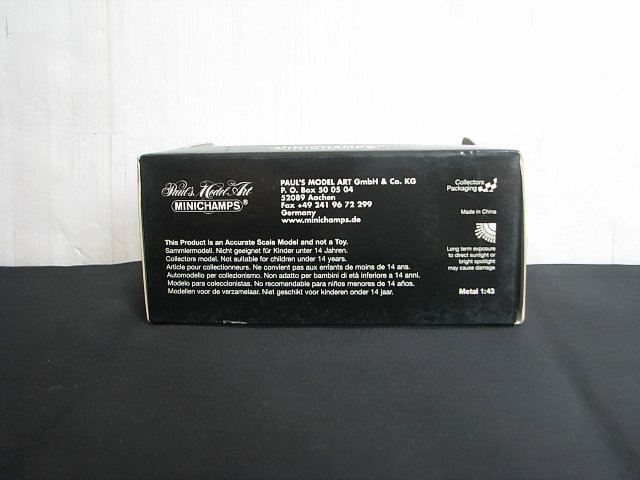 MINICHAMPS
Paul's Model Art
MINICHAMPS®
PAUL'S MODEL ART GmbH & Co. KG
P. O. Box 50 05 04
52089 Aachen
Fax +49 241 96 72 299
Germany
www.minichamps.de
Collectors
Packaging
Made in China
Long term exposure
to direct sunlight or
bright spotlight
may cause damage
This Product is an Accurate Scale Model and not a Toy.
Sammlermodell. Nicht geeignet für Kinder unter 14 Jahren.
Collectors model. Not suitable for children under 14 years.
Article pour collectionneurs. Ne convient pas aux enfants de moins de 14 ans.
Automodello per collezionismo. Non adatto per bambini di età inferiore a 14 anni.
Modelo para coleccionistas. No recomendable para niños menores de 14 años.
Modellen voor de verzamelaar. Niet geschikt voor kinderen onder 14 jaar.
Metal 1:43